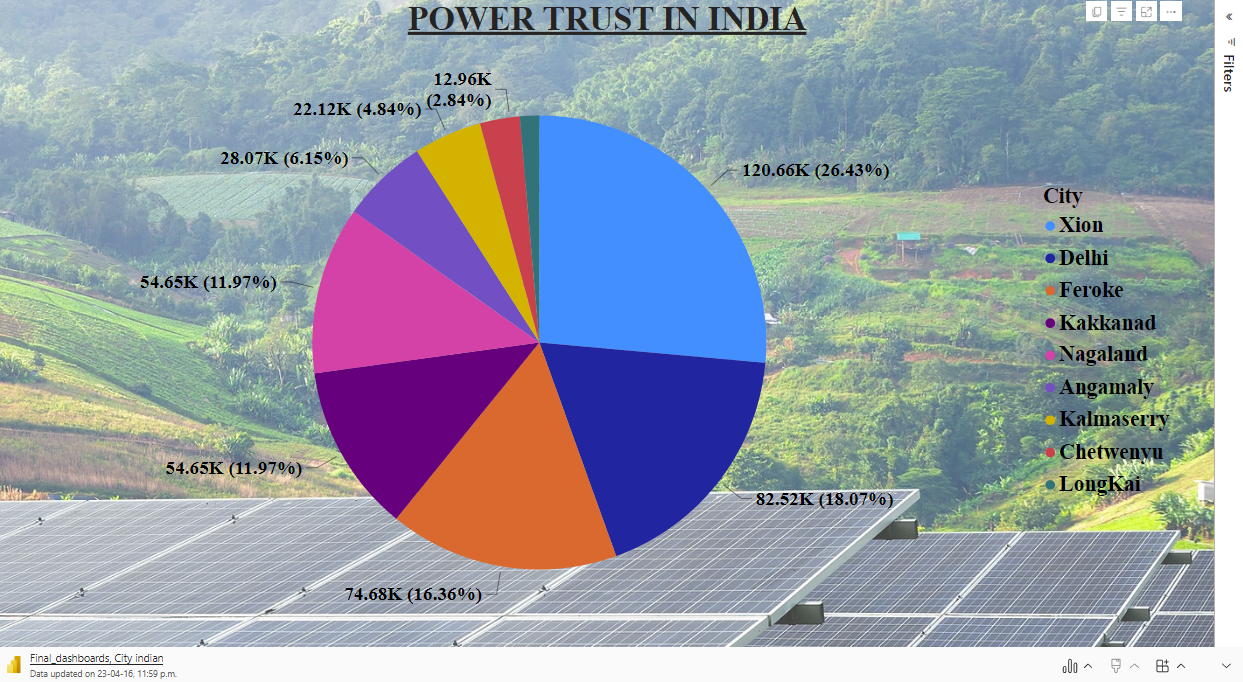 POWER TRUST IN INDIA
12.96K
(2.84%)
22.12K (4.84%)
28.07K (6.15%)
120.66K (26.43%)
54.65K (11.97%)
54.65K (11.97%)
82.52K (18.07%)
74.68K (16.36%)
City
Xion
Delhi
Feroke
Kakkanad
Nagaland
Angamaly
Kalmaserry
Chetwenyu
LongKai
Filters
Final_dashboards, City indian
Data updated on 23-04-16, 11:59 p.m.